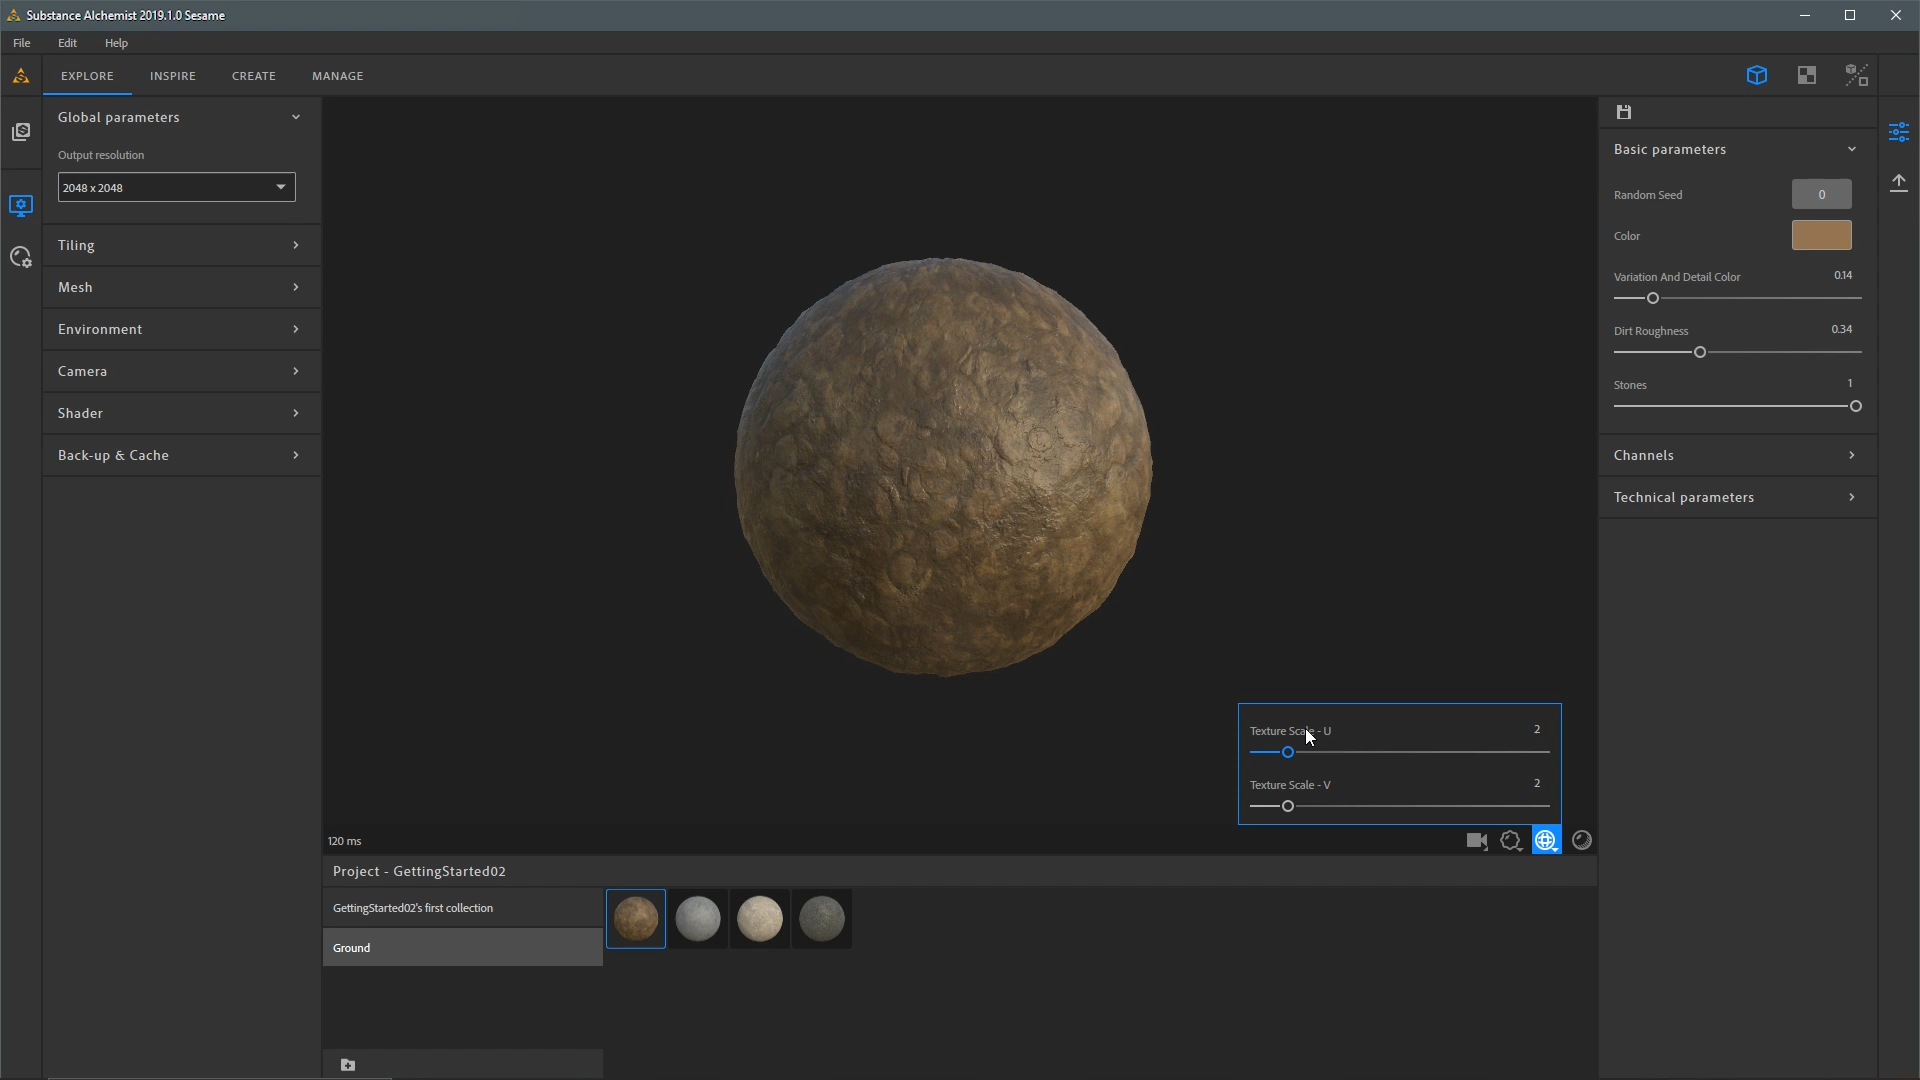 Substance Alchemist 2019.1.0 Sesame
File Edit Help
EXPLORE INSPIRE CREATE MANAGE
Global parameters
Output resolution
2048 x 2048
Tiling
Mesh
Environment
Camera
Shader
Back-up & Cache
Basic parameters
Random Seed 0
Color
Variation And Detail Color 0.14
Dirt Roughness 0.34
Stones 1
Channels
Technical parameters
Texture Scale - U 2
Texture Scale - V 2
120 ms
Project - GettingStarted02
GettingStarted02's first collection
Ground